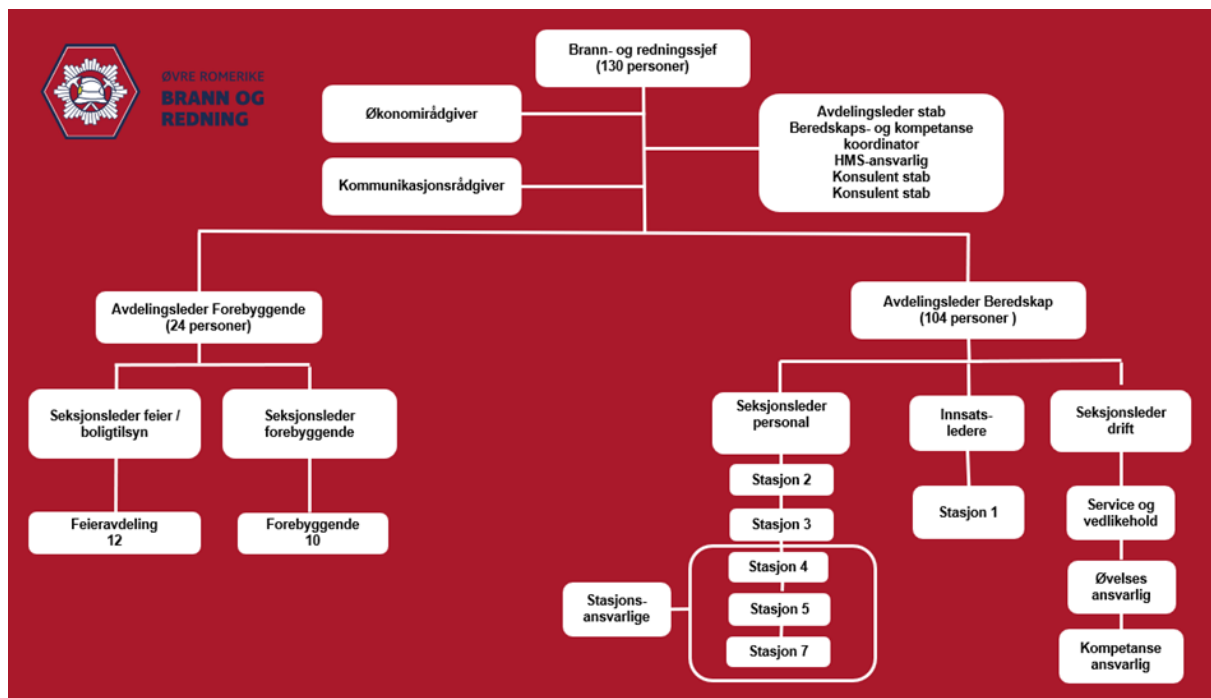 ØVRE ROMERIKE
BRANN OG
REDNING
Brann- og redningssjef
(130 personer)
Økonomirådgiver
Kommunikasjonsrådgiver
Avdelingsleder stab
Beredskaps- og kompetanse
koordinator
HMS-ansvarlig
Konsulent stab
Konsulent stab
Avdelingsleder Forebyggende
(24 personer)
Avdelingsleder Beredskap
(104 personer )
Seksjonsleder feier /
boligtilsyn
Seksjonsleder
forebyggende
Feieravdeling
12
Forebyggende
10
Seksjonsleder
personal
Stasjon 2
Stasjon 3
Stasjon 4
Stasjon 5
Stasjon 7
Stasjons-
ansvarlige
Innsats-
ledere
Stasjon 1
Seksjonsleder
drift
Service og
vedlikehold
Øvelses
ansvarlig
Kompetanse
ansvarlig